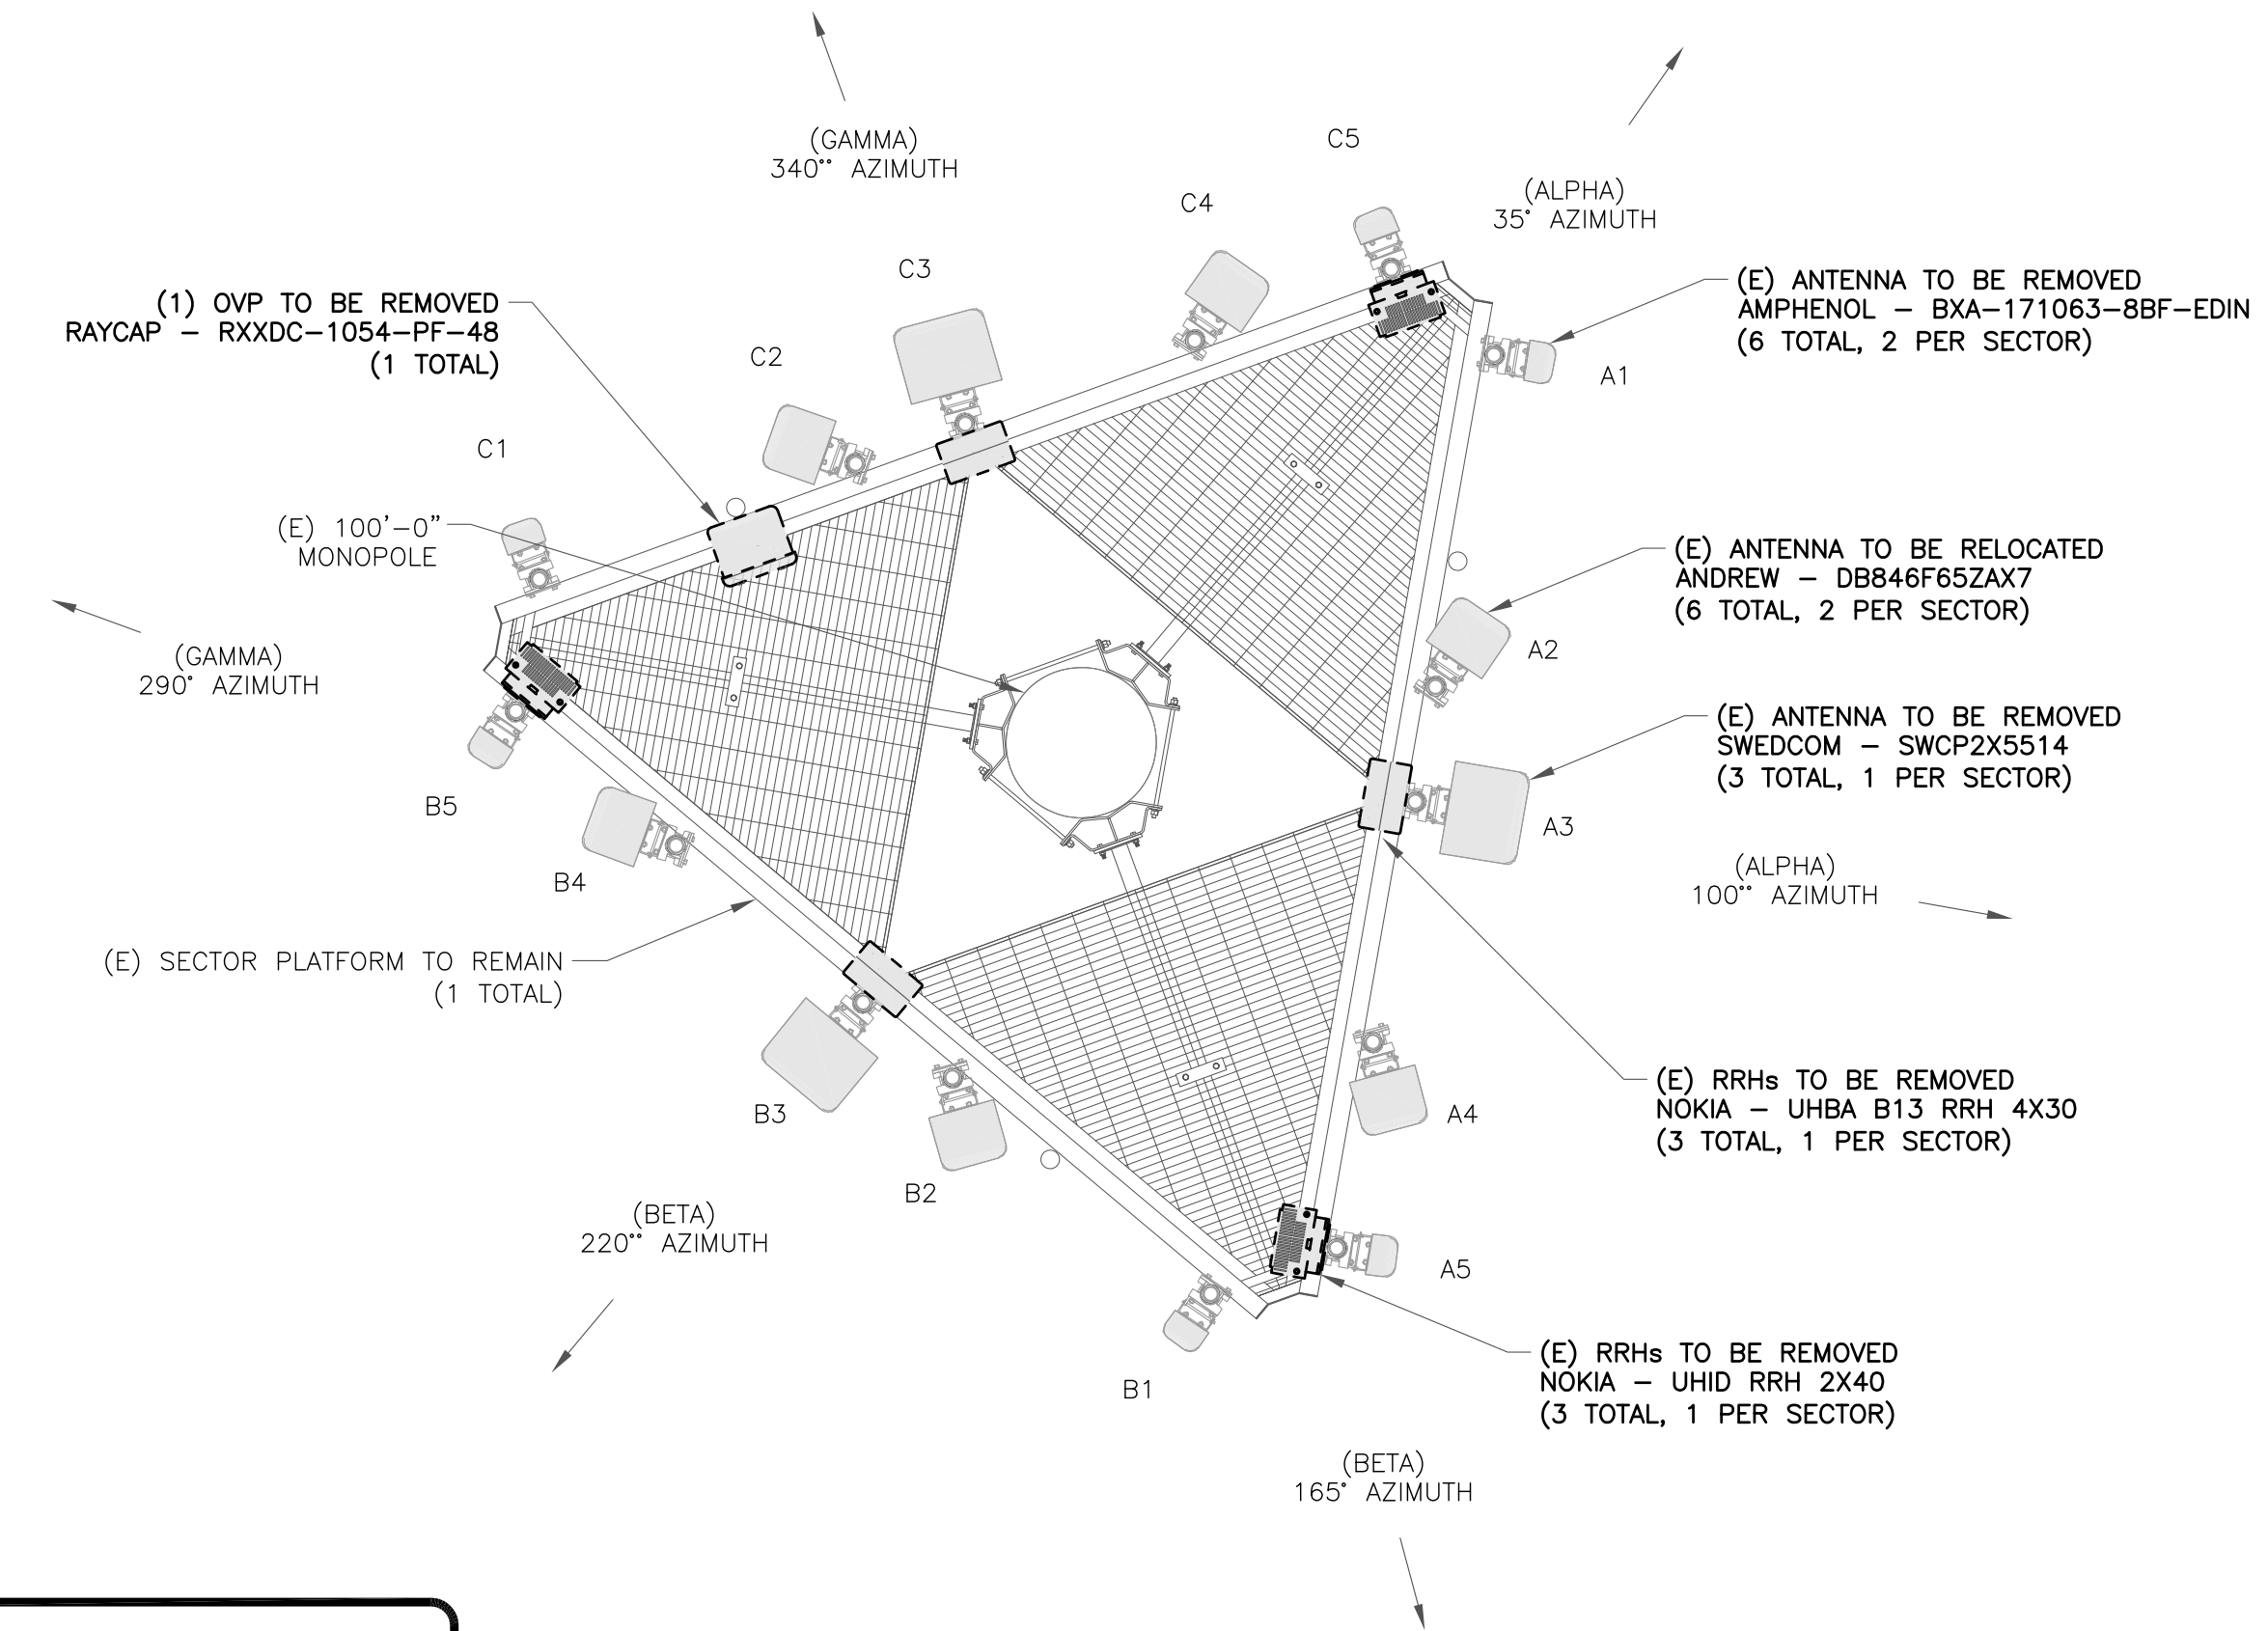 (GAMMA)
340°° AZIMUTH
C5
(ALPHA)
35° AZIMUTH
C4
C3
(E) ANTENNA TO BE REMOVED
AMPHENOL – BXA–171063–8BF–EDIN
(6 TOTAL, 2 PER SECTOR)
(1) OVP TO BE REMOVED
RAYCAP – RXXDC–1054–PF–48
(1 TOTAL)
C2
A1
C1
(E) 100'–0"
MONOPOLE
(E) ANTENNA TO BE RELOCATED
ANDREW – DB846F65ZAX7
(6 TOTAL, 2 PER SECTOR)
A2
(GAMMA)
290° AZIMUTH
(E) ANTENNA TO BE REMOVED
SWEDCOM – SWCP2X5514
(3 TOTAL, 1 PER SECTOR)
B5
A3
B4
(ALPHA)
100°° AZIMUTH
(E) SECTOR PLATFORM TO REMAIN
(1 TOTAL)
(E) RRHs TO BE REMOVED
NOKIA – UHBA B13 RRH 4X30
(3 TOTAL, 1 PER SECTOR)
B3
A4
B2
(BETA)
220°° AZIMUTH
A5
(E) RRHs TO BE REMOVED
NOKIA – UHID RRH 2X40
(3 TOTAL, 1 PER SECTOR)
B1
(BETA)
165° AZIMUTH